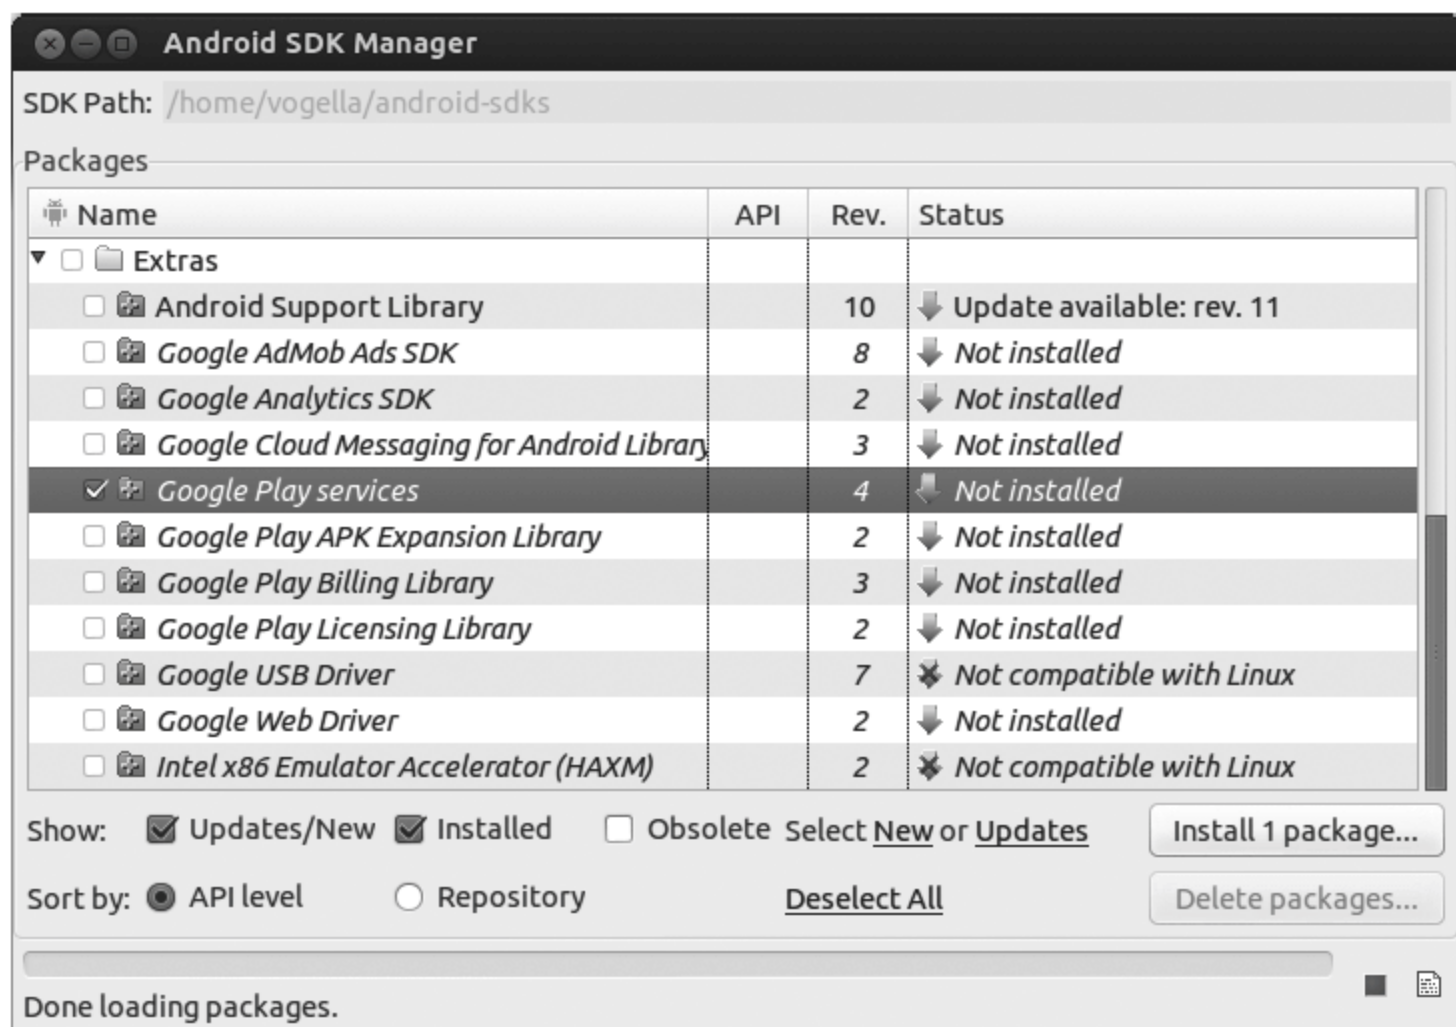 Android SDK Manager
SDK Path: /home/vogella/android-sdks
Packages
Name API Rev. Status
Extras
Android Support Library 10 Update available: rev. 11
Google AdMob Ads SDK 8 Not installed
Google Analytics SDK 2 Not installed
Google Cloud Messaging for Android Library 3 Not installed
Google Play services 4 Not installed
Google Play APK Expansion Library 2 Not installed
Google Play Billing Library 3 Not installed
Google Play Licensing Library 2 Not installed
Google USB Driver 7 Not compatible with Linux
Google Web Driver 2 Not installed
Intel x86 Emulator Accelerator (HAXM) 2 Not compatible with Linux
Show: Updates/New Installed Obsolete Select New or Updates Install 1 package...
Sort by: API level Repository Deselect All Delete packages...
Done loading packages.